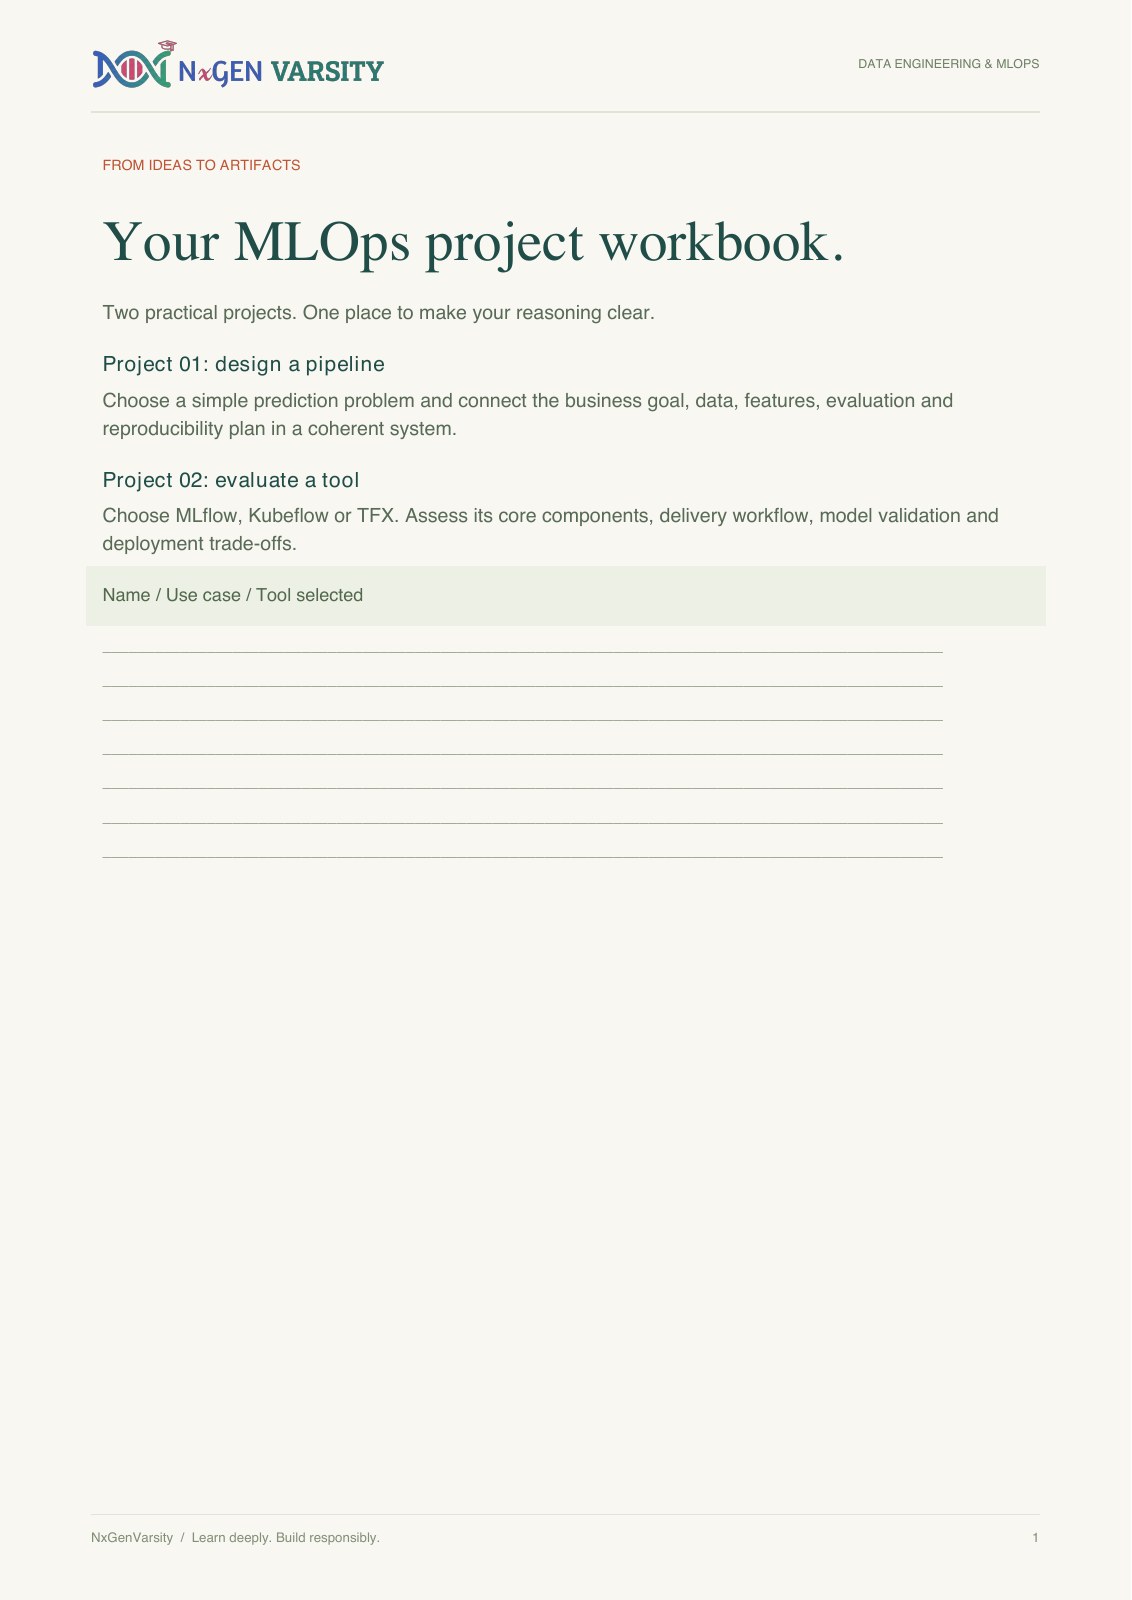 NxGEN VARSITY
DATA ENGINEERING & MLOPS
FROM IDEAS TO ARTIFACTS
Your MLOps project workbook.
Two practical projects. One place to make your reasoning clear.
Project 01: design a pipeline
Choose a simple prediction problem and connect the business goal, data, features, evaluation and
reproducibility plan in a coherent system.
Project 02: evaluate a tool
Choose MLflow, Kubeflow or TFX. Assess its core components, delivery workflow, model validation and
deployment trade-offs.
Name / Use case / Tool selected
NxGenVarsity / Learn deeply. Build responsibly.
1